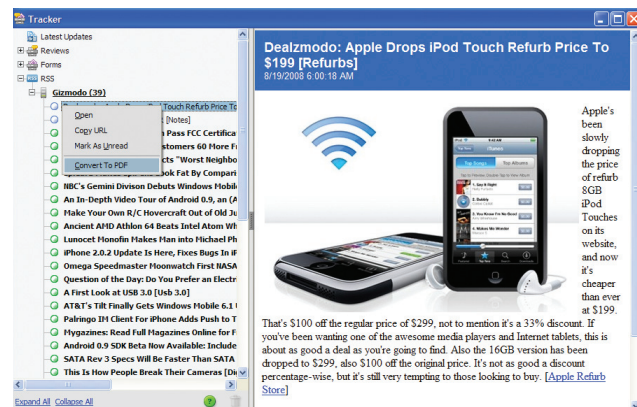 Tracker
Latest Updates
Reviews
Forms
RSS
Gizmodo (39)
Touch Refurb Price To
[Notes]
Pass FCC Certifica
stomers 60 More F
cts "Worst Neighbo
ook Fat By Compari
NBC's Gemini Divison Debuts Windows Mobil
An In-Depth Video Tour of Android 0.9, an (A
Make Your Own R/C Hovercraft Out of Old Ju
Ancient AMD Athlon 64 Beats Intel Atom Wh
Lunocet Monofin Makes Man into Michael Ph
iPhone 2.0.2 Update Is Here, Fixes Bugs In iF
Omega Speedmaster Moonwatch First NASA
Question of the Day: Do You Prefer an Electri
A First Look at USB 3.0 [Usb 3.0]
AT&T's Tilt Finally Gets Windows Mobile 6.1
Palringo IM Client For iPhone Adds Push to T
Mygazines: Read Full Magazines Online for F
Android 0.9 SDK Beta Now Available: Include
SATA Rev 3 Specs Will Be Faster Than SATA
This Is How People Break Their Cameras [Di
Expand All Collapse All
Open
Copy URL
Mark As Unread
Convert To PDF
Dealzmodo: Apple Drops iPod Touch Refurb Price To
$199 [Refurbs]
8/19/2008 6:00:18 AM
iTunes
Top Songs Top Albums
Apple's
been
slowly
dropping
the price
of refurb
8GB
iPod
Touches
on its
website,
and now
it's
cheaper
than ever
at $199.
That's $100 off the regular price of $299, not to mention it's a 33% discount. If
you've been wanting one of the awesome media players and Internet tablets, this is
about as good a deal as you're going to find. Also the 16GB version has been
dropped to $299, also $100 off the original price. It's not as good a discount
percentage-wise, but it's still very tempting to those looking to buy. [Apple Refurb
Store]